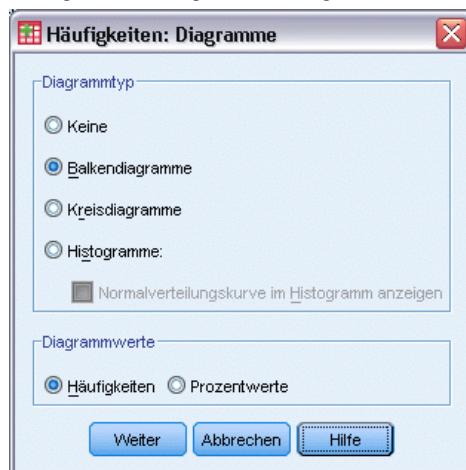 Häufigkeiten: Diagramme
Diagrammtyp
Keine
Balkendiagramme
Kreisdiagramme
Histogramme:
Normalverteilungskurve im Histogramm anzeigen
Diagrammwerte
Häufigkeiten Prozentwerte
Weiter Abbrechen Hilfe